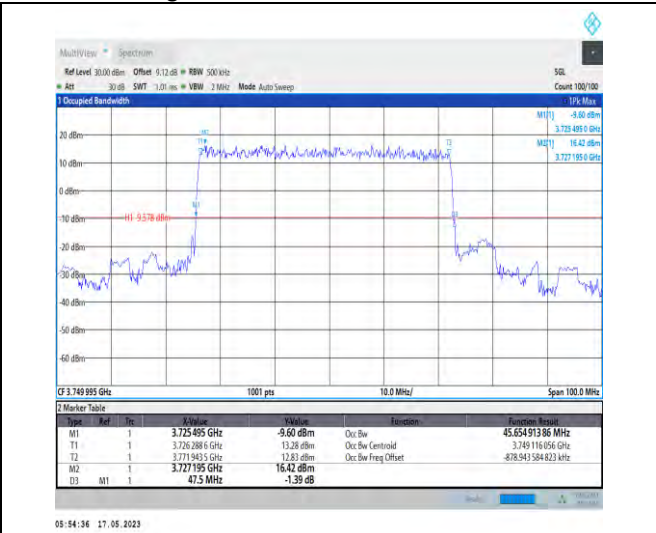 MultiView Spectrum
Ref Level 30.00 dBm Offset 9.12 dB RBW 500 kHz SGL
Att 30 dB SWT 1.01 ms VBW 2 MHz Mode Auto Sweep Count 100/100
1 Occupied Bandwidth 1Pk Max
M1[1] -9.60 dBm
3.725 495 0 GHz
M2[1] 16.42 dBm
3.727 195 0 GHz
20 dBm
M2
T1
T2
10 dBm
0 dBm
M1
D3
-10 dBm
H1 -9.578 dBm
-20 dBm
-30 dBm
-40 dBm
-50 dBm
-60 dBm
CF 3.749 995 GHz 1001 pts 10.0 MHz/ Span 100.0 MHz
2 Marker Table
Type Ref Trc X-Value Y-Value Function Function Result
M1 1 3.725 495 GHz -9.60 dBm Occ Bw 45.654 913 86 MHz
T1 1 3.726 288 6 GHz 13.28 dBm Occ Bw Centroid 3.749 116 056 GHz
T2 1 3.771 943 5 GHz 12.83 dBm Occ Bw Freq Offset -878.943 584 823 kHz
M2 1 3.727 195 GHz 16.42 dBm
D3 M1 1 47.5 MHz -1.39 dB
05:54:36 17.05.2023